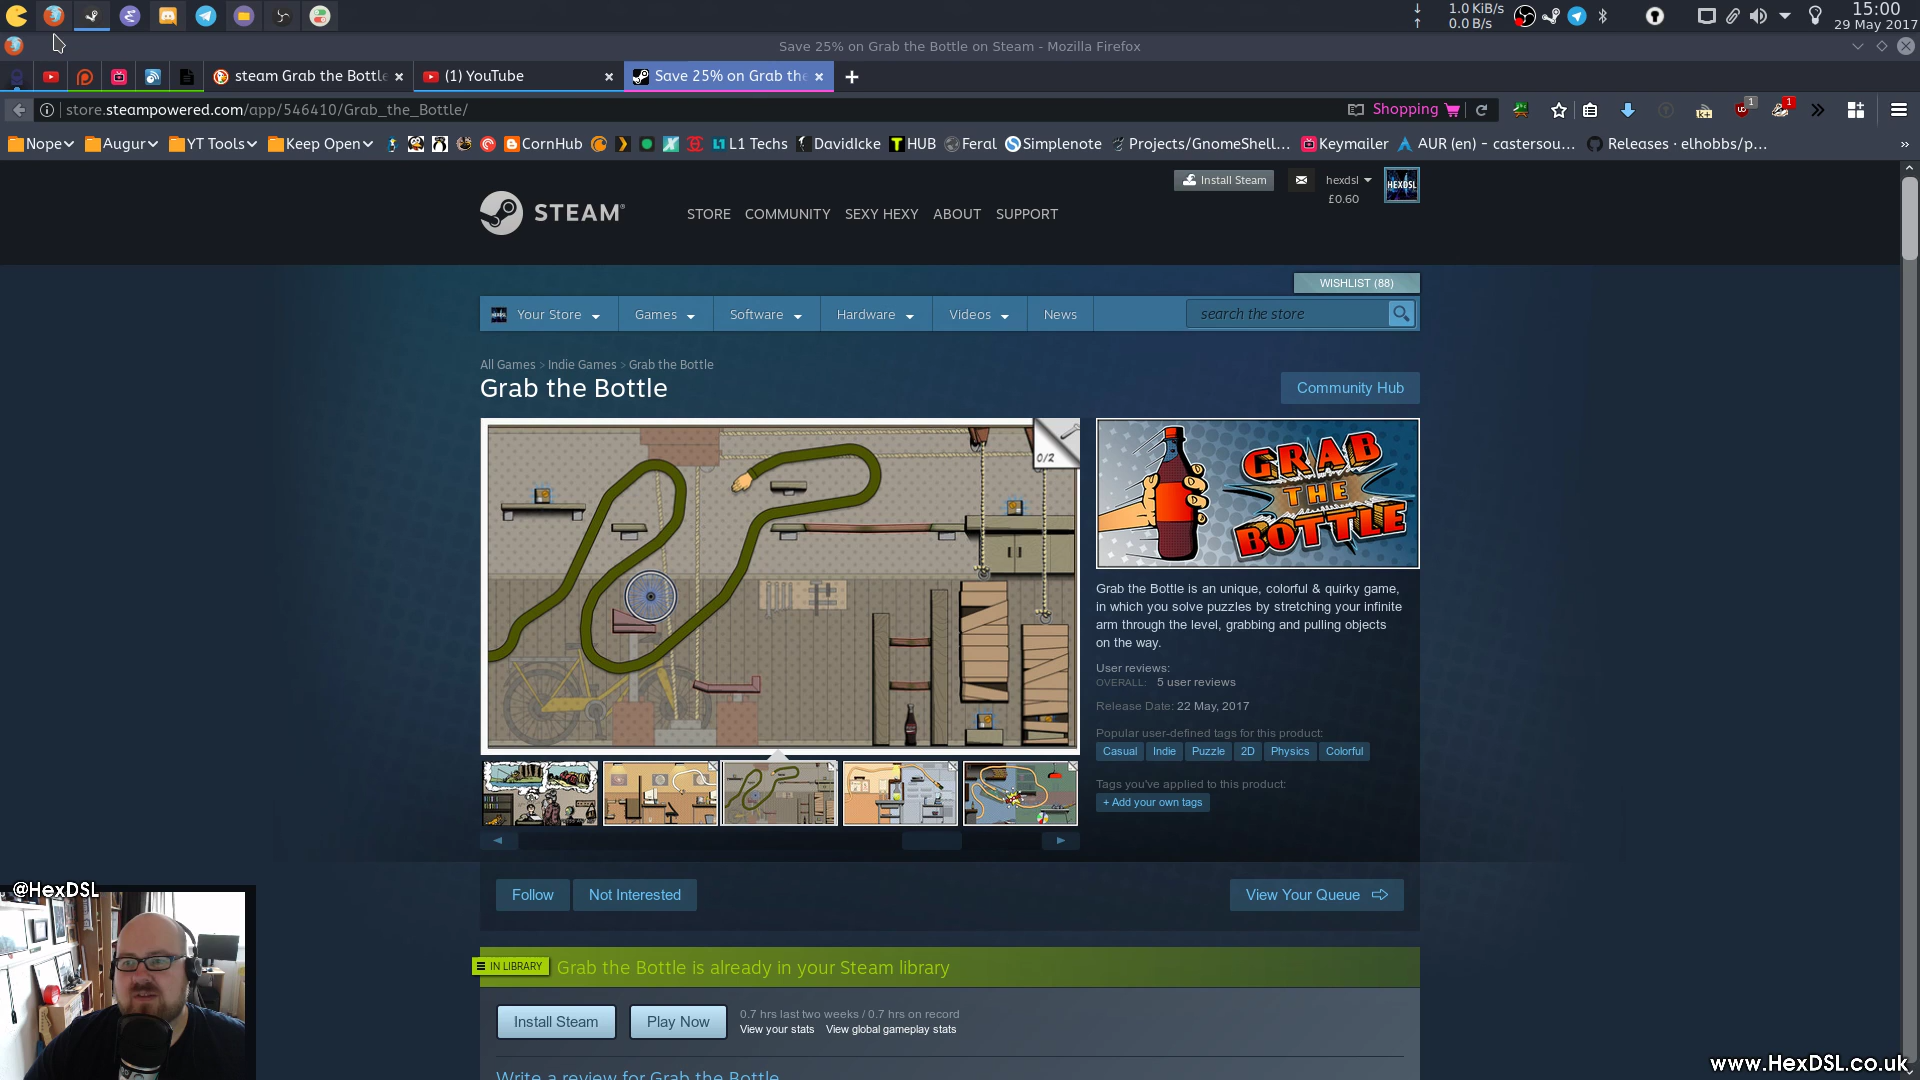 1.0 KiB/s
0.0 B/s
15:00
29 May 2017
Save 25% on Grab the Bottle on Steam - Mozilla Firefox
steam Grab the Bottle
(1) YouTube
Save 25% on Grab the
store.steampowered.com/app/546410/Grab_the_Bottle/
Shopping
1
1
Nope
Augur
YT Tools
Keep Open
CornHub
L1 Techs
DavidIcke
HUB
Feral
Simplenote
Projects/GnomeShell...
Keymailer
AUR (en) - castersou...
Releases · elhobbs/p...
Install Steam
hexdsl
£0.60
HEXDSL
STEAM
STORE
COMMUNITY
SEXY HEXY
ABOUT
SUPPORT
WISHLIST (88)
Your Store
Games
Software
Hardware
Videos
News
search the store
All Games > Indie Games > Grab the Bottle
Grab the Bottle
Community Hub
0/2
GRAB
THE
BOTTLE
Grab the Bottle is an unique, colorful & quirky game,
in which you solve puzzles by stretching your infinite
arm through the level, grabbing and pulling objects
on the way.
User reviews:
OVERALL: 5 user reviews
Release Date: 22 May, 2017
Popular user-defined tags for this product:
Casual
Indie
Puzzle
2D
Physics
Colorful
Tags you've applied to this product:
+ Add your own tags
Follow
Not Interested
View Your Queue
@HexDSL
IN LIBRARY
Grab the Bottle is already in your Steam library
Install Steam
Play Now
0.7 hrs last two weeks / 0.7 hrs on record
View your stats
View global gameplay stats
Write a review for Grab the Bottle
www.HexDSL.co.uk